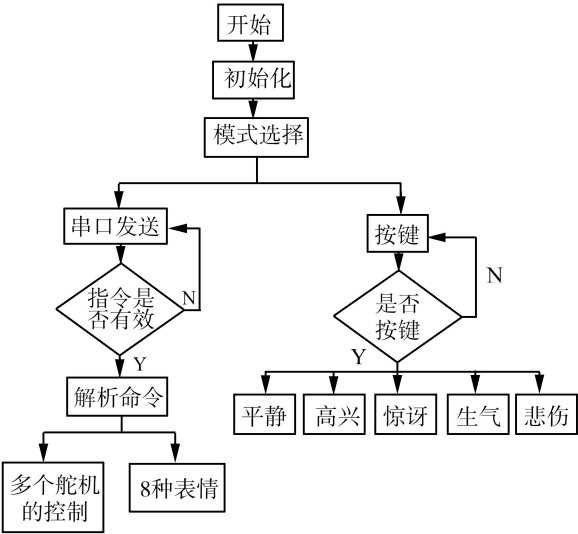 开始
初始化
模式选择
串口发送
按键
N
指令是
否有效
N
是否
按键
Y
Y
解析命令
平静
高兴
惊讶
生气
悲伤
多个舵机
的控制
8种表情